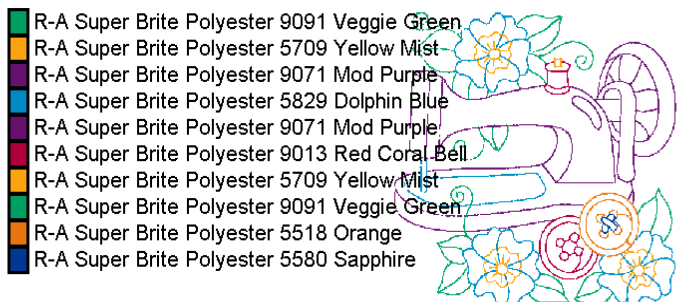 R-A Super Brite Polyester 9091 Veggie Green
R-A Super Brite Polyester 5709 Yellow Mist
R-A Super Brite Polyester 9071 Mod Purple
R-A Super Brite Polyester 5829 Dolphin Blue
R-A Super Brite Polyester 9071 Mod Purple
R-A Super Brite Polyester 9013 Red Coral Bell
R-A Super Brite Polyester 5709 Yellow Mist
R-A Super Brite Polyester 9091 Veggie Green
R-A Super Brite Polyester 5518 Orange
R-A Super Brite Polyester 5580 Sapphire